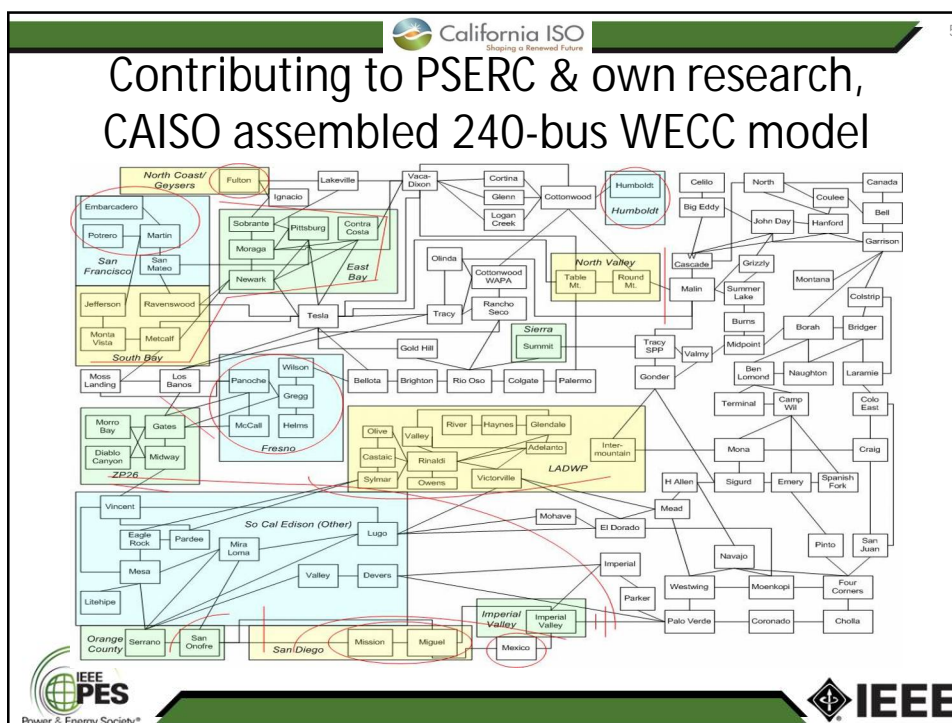 California ISO
Shaping a Renewed Future
5
Contributing to PSERC & own research,
CAISO assembled 240-bus WECC model
North Coast/
Geysers
Fulton
Lakeville
Ignacio
Vaca-
Dixon
Cortina
Glenn
Logan
Creek
Cottonwood
Humboldt
Humboldt
Celilo
North
Canada
Coulee
Big Eddy
Bell
John Day
Hanford
Garrison
Embarcadero
Potrero
Martin
San
Francisco
San
Mateo
Sobrante
Pittsburg
Contra
Costa
Moraga
Newark
East
Bay
Olinda
Cottonwood
WAPA
North Valley
Table
Mt.
Round
Mt.
Cascade
Grizzly
Malin
Summer
Lake
Montana
Colstrip
Jefferson
Ravenswood
Monta
Vista
Metcalf
South Bay
Tesla
Tracy
Rancho
Seco
Gold Hill
Sierra
Summit
Burns
Borah
Bridger
Tracy
SPP
Valmy
Midpoint
Gonder
Ben
Lomond
Naughton
Laramie
Moss
Landing
Los
Banos
Panoche
Wilson
Gregg
McCall
Helms
Fresno
Bellota
Brighton
Rio Oso
Colgate
Palermo
Terminal
Camp
Wil
Colo
East
Morro
Bay
Gates
Diablo
Canyon
Midway
ZP26
Olive
Valley
River
Haynes
Glendale
Castaic
Rinaldi
Adelanto
Sylmar
Owens
Victorville
LADWP
Inter-
mountain
Mona
Craig
H Allen
Sigurd
Emery
Spanish
Fork
Vincent
So Cal Edison (Other)
Eagle
Rock
Pardee
Mira
Loma
Lugo
Mohave
El Dorado
Mead
Mesa
Litehipe
Valley
Devers
Imperial
Parker
Navajo
Pinto
San
Juan
Westwing
Moenkopi
Four
Corners
Palo Verde
Coronado
Cholla
Orange
County
Serrano
San
Onofre
San Diego
Mission
Miguel
Imperial
Valley
Imperial
Valley
Mexico
IEEE
PES
Power & Energy Society®
IEEE